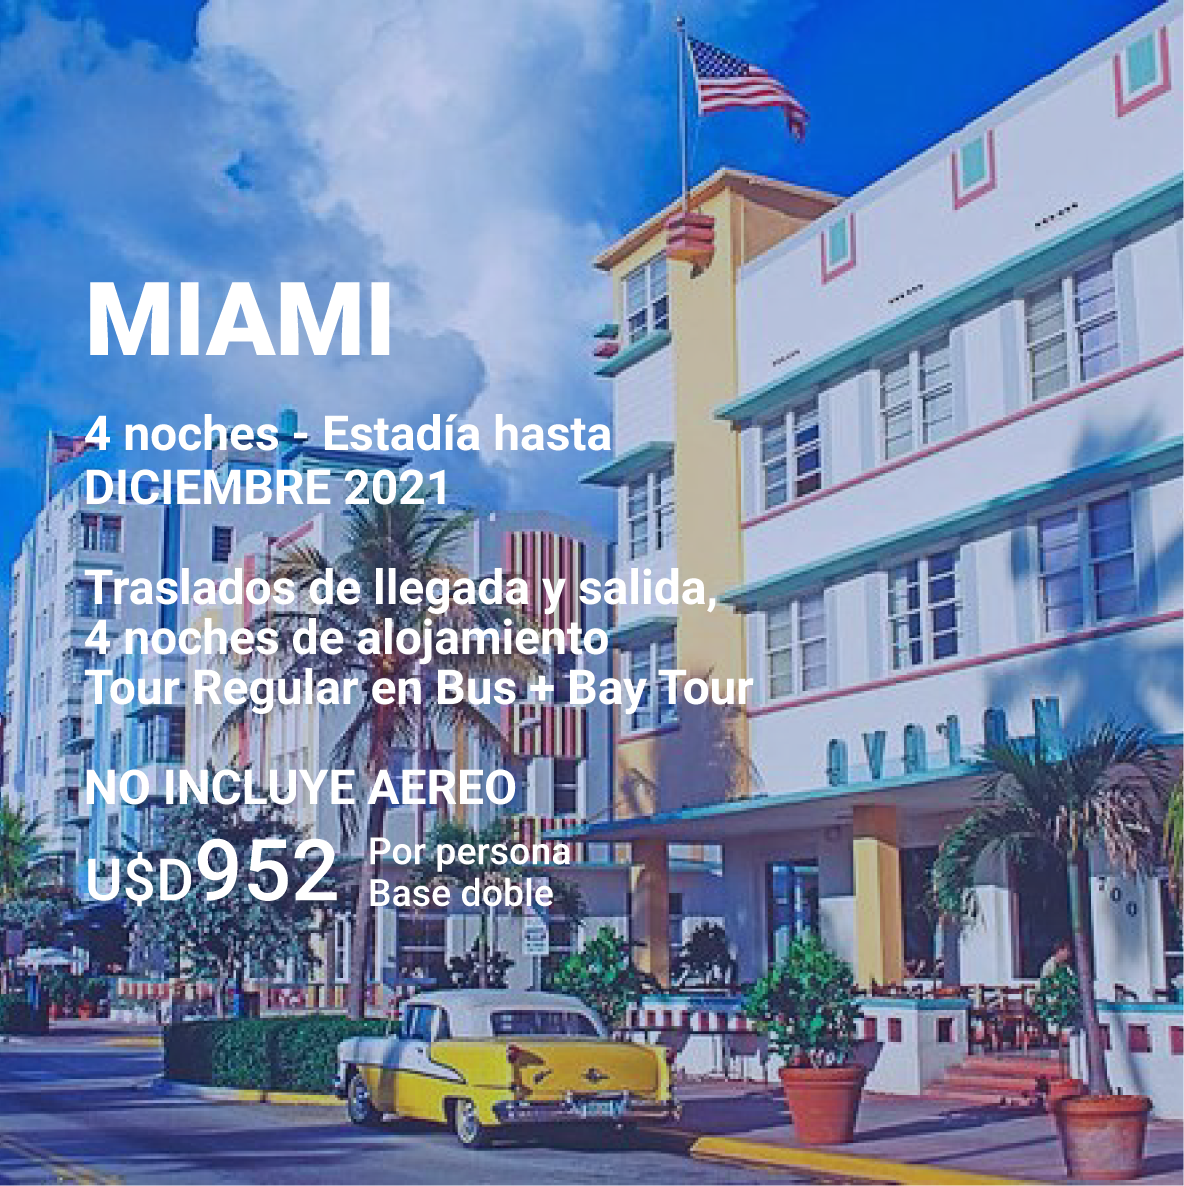 MIAMI
4 noches - Estadía hasta
DICIEMBRE 2021
Traslados de llegada y salida,
4 noches de alojamiento
Tour Regular en Bus + Bay Tour
NO INCLUYE AEREO
U$D952 Por persona
Base doble
AVALON
700